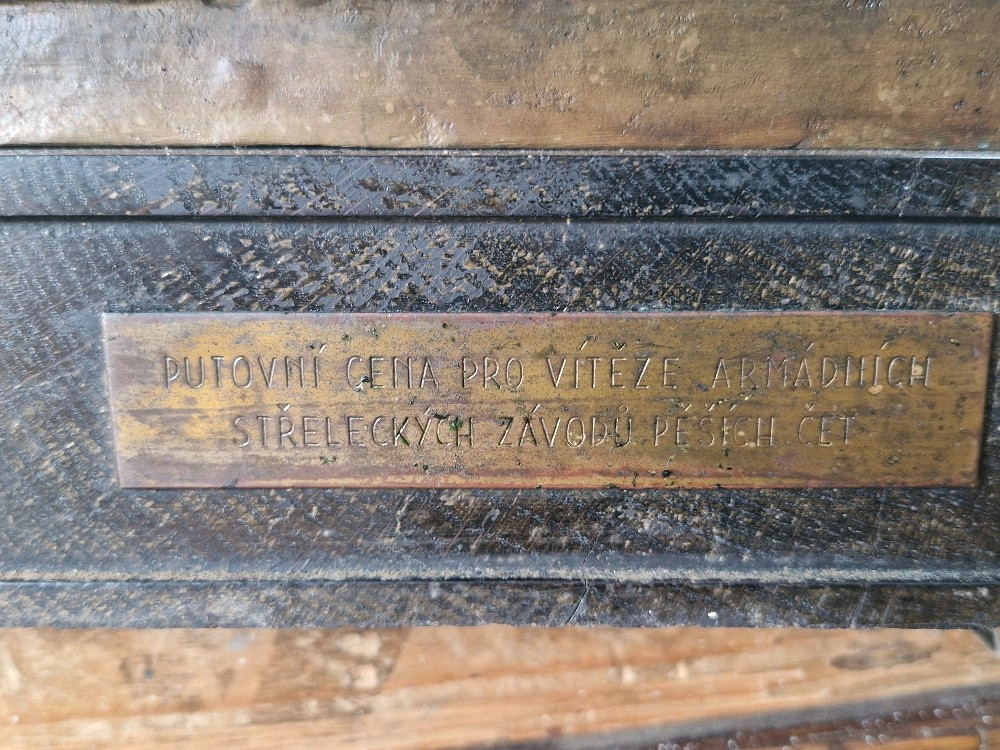 PUTOVNÍ CENA PRO VÍTĚZE ARMÁDNÍCH
STŘELECKÝCH ZÁVODŮ PĚŠÍCH ČET